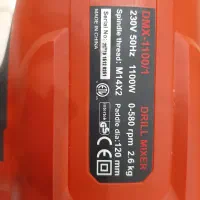 DMX-1100/1
DRILL MIXER
230V 50Hz 1100W
0-580 rpm 2.6 kg
Spindle thread: M14X2
Paddle dia: 120 mm
Serial No:
MADE IN CHINA
GS